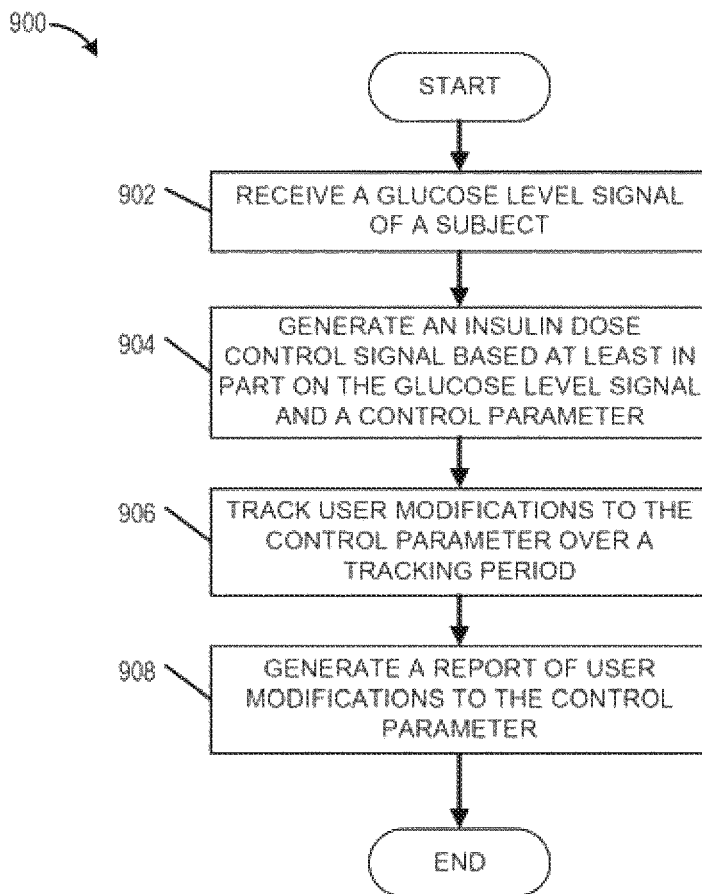 900
START
902
RECEIVE A GLUCOSE LEVEL SIGNAL
OF A SUBJECT
904
GENERATE AN INSULIN DOSE
CONTROL SIGNAL BASED AT LEAST IN
PART ON THE GLUCOSE LEVEL SIGNAL
AND A CONTROL PARAMETER
906
TRACK USER MODIFICATIONS TO THE
CONTROL PARAMETER OVER A
TRACKING PERIOD
908
GENERATE A REPORT OF USER
MODIFICATIONS TO THE CONTROL
PARAMETER
END